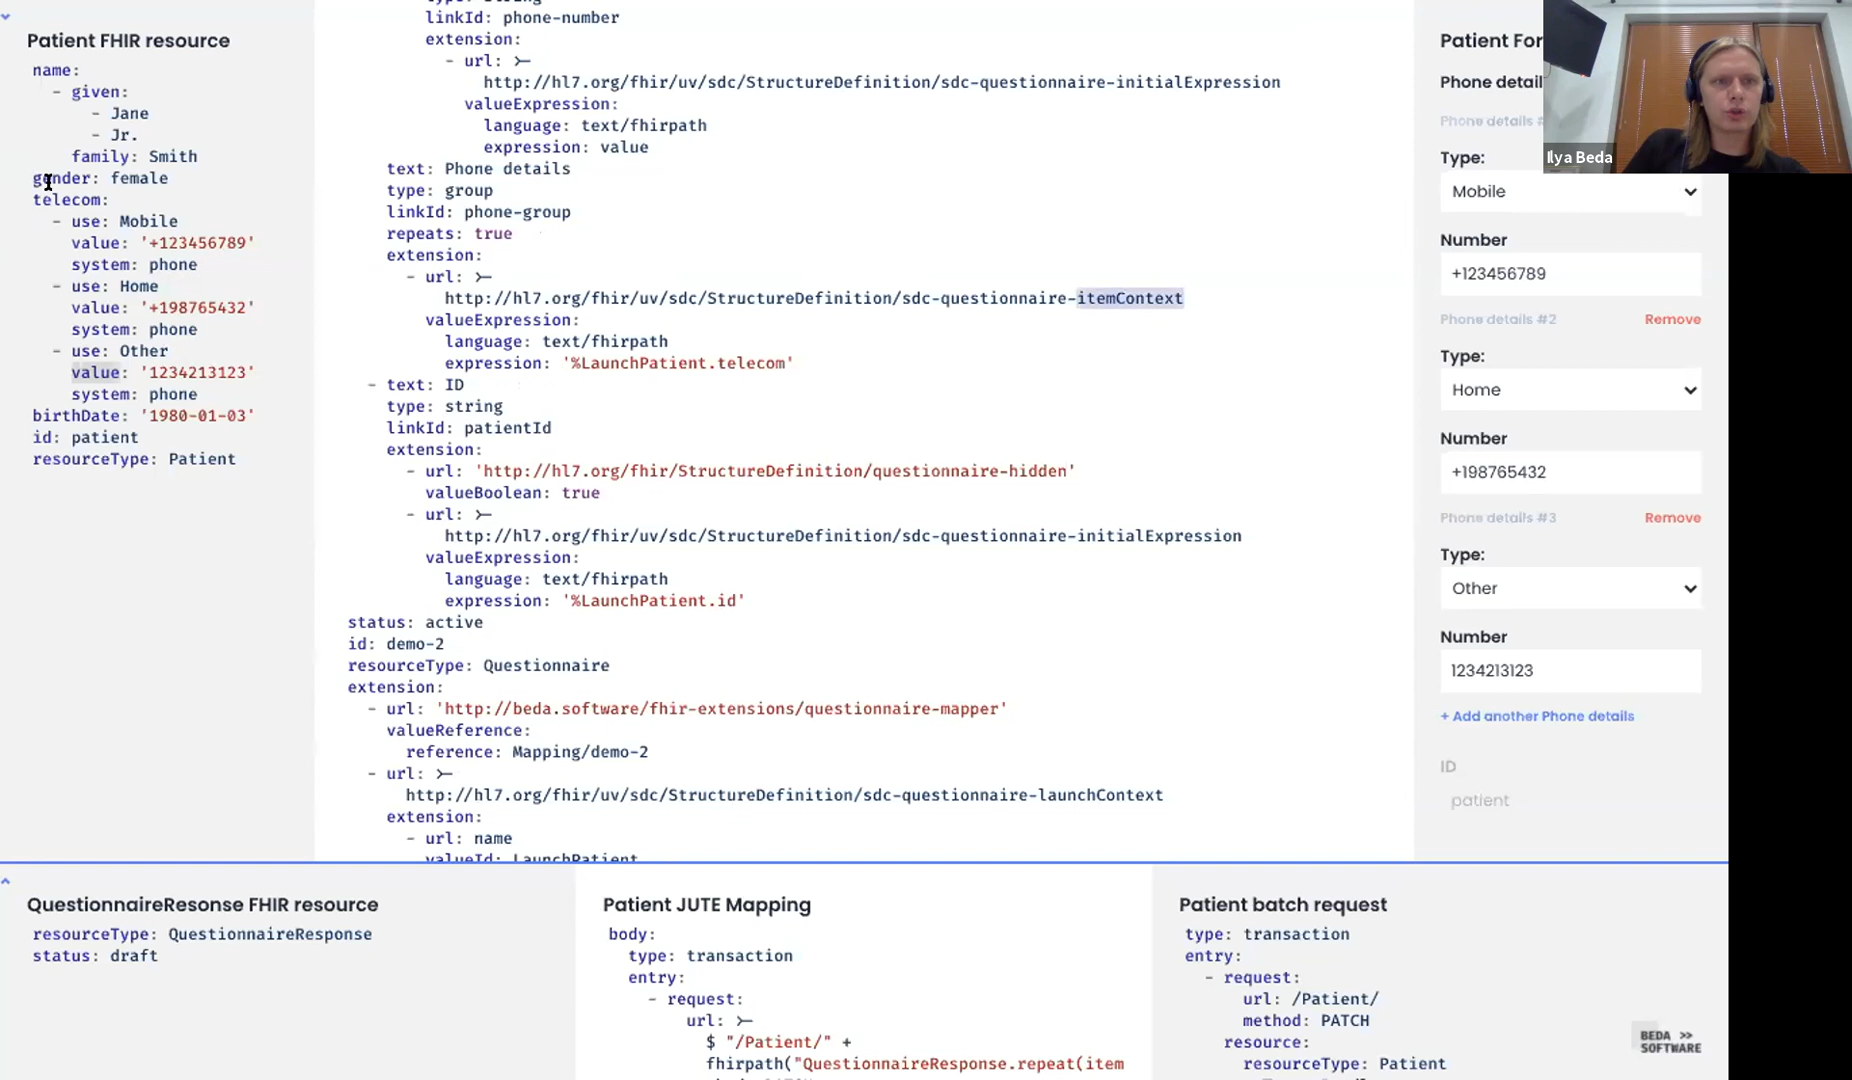 Patient FHIR resource
name:
- given:
- Jane
- Jr.
family: Smith
gender: female
telecom:
- use: Mobile
value: '+123456789'
system: phone
- use: Home
value: '+198765432'
system: phone
- use: Other
value: '1234213123'
system: phone
birthDate: '1980-01-03'
id: patient
resourceType: Patient
linkId: phone-number
extension:
- url: >-
http://hl7.org/fhir/uv/sdc/StructureDefinition/sdc-questionnaire-initialExpression
valueExpression:
language: text/fhirpath
expression: value
text: Phone details
type: group
linkId: phone-group
repeats: true
extension:
- url: >-
http://hl7.org/fhir/uv/sdc/StructureDefinition/sdc-questionnaire-itemContext
valueExpression:
language: text/fhirpath
expression: '%LaunchPatient.telecom'
- text: ID
type: string
linkId: patientId
extension:
- url: 'http://hl7.org/fhir/StructureDefinition/questionnaire-hidden'
valueBoolean: true
- url: >-
http://hl7.org/fhir/uv/sdc/StructureDefinition/sdc-questionnaire-initialExpression
valueExpression:
language: text/fhirpath
expression: '%LaunchPatient.id'
status: active
id: demo-2
resourceType: Questionnaire
extension:
- url: 'http://beda.software/fhir-extensions/questionnaire-mapper'
valueReference:
reference: Mapping/demo-2
- url: >-
http://hl7.org/fhir/uv/sdc/StructureDefinition/sdc-questionnaire-launchContext
extension:
- url: name
valueId: LaunchPatient
Patient For
Phone detai
Phone details #
Type:
Mobile
Number
+123456789
Phone details #2 Remove
Type:
Home
Number
+198765432
Phone details #3 Remove
Type:
Other
Number
1234213123
+ Add another Phone details
ID
patient
Ilya Beda
QuestionnaireResonse FHIR resource
resourceType: QuestionnaireResponse
status: draft
Patient JUTE Mapping
body:
type: transaction
entry:
- request:
url: >-
$ "/Patient/" +
fhirpath("QuestionnaireResponse.repeat(item
Patient batch request
type: transaction
entry:
- request:
url: /Patient/
method: PATCH
resource:
resourceType: Patient
BEDA >>
SOFTWARE